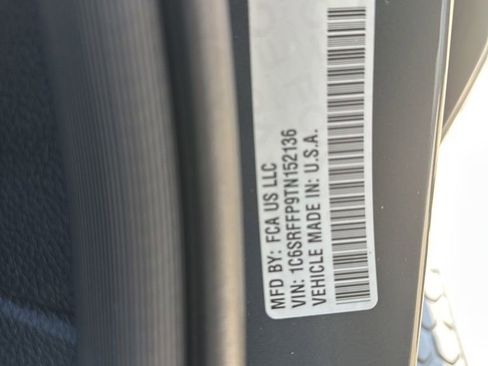 MFD BY: FCA US LLC
VIN: 1C6SRFFP9TN152136
VEHICLE MADE IN: U.S.A.